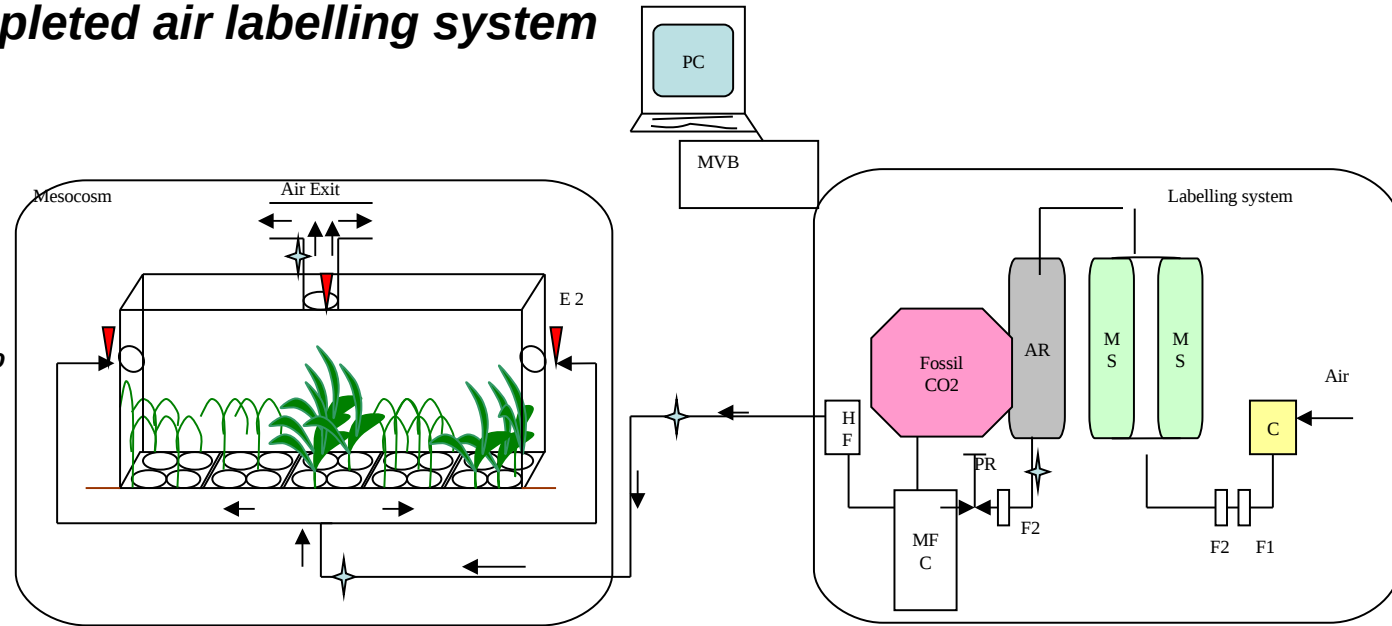 pleted air labelling system
PC
MVB
Mesocosm
Air Exit
Labelling system
E 2
Fossil
CO2
AR
M
S
M
S
Air
C
H
F
PR
MF
C
F2
F2
F1